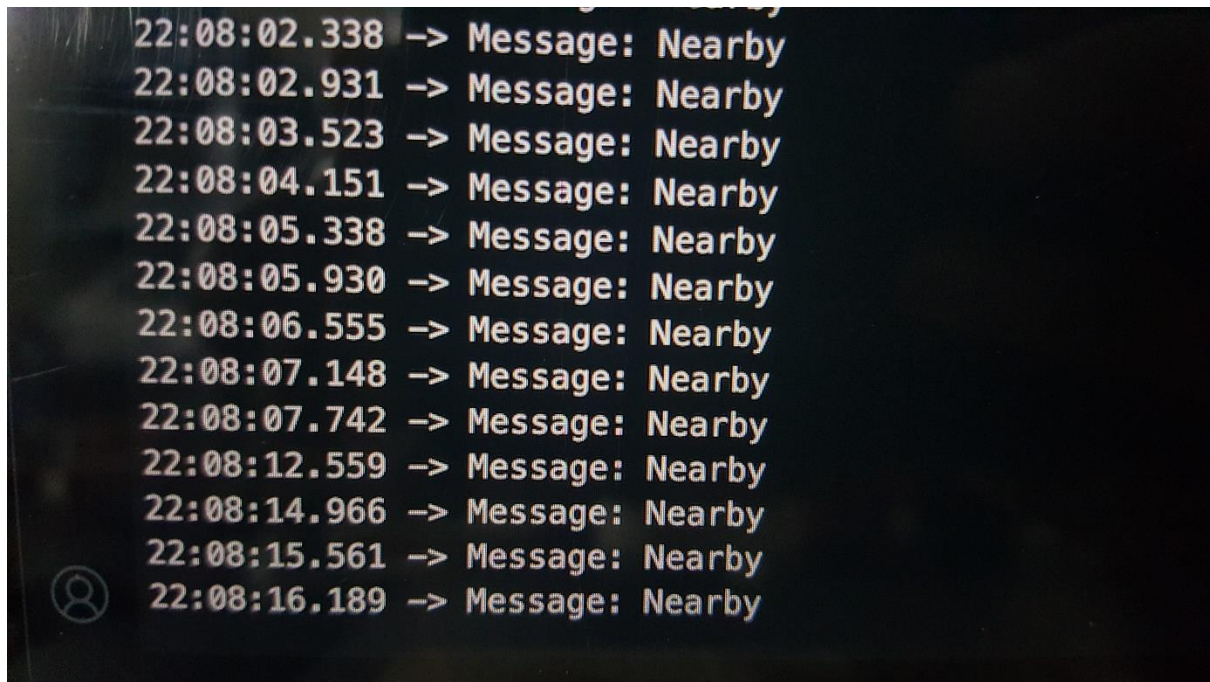 22:08:02.338 -> Message: Nearby
22:08:02.931 -> Message: Nearby
22:08:03.523 -> Message: Nearby
22:08:04.151 -> Message: Nearby
22:08:05.338 -> Message: Nearby
22:08:05.930 -> Message: Nearby
22:08:06.555 -> Message: Nearby
22:08:07.148 -> Message: Nearby
22:08:07.742 -> Message: Nearby
22:08:12.559 -> Message: Nearby
22:08:14.966 -> Message: Nearby
22:08:15.561 -> Message: Nearby
22:08:16.189 -> Message: Nearby